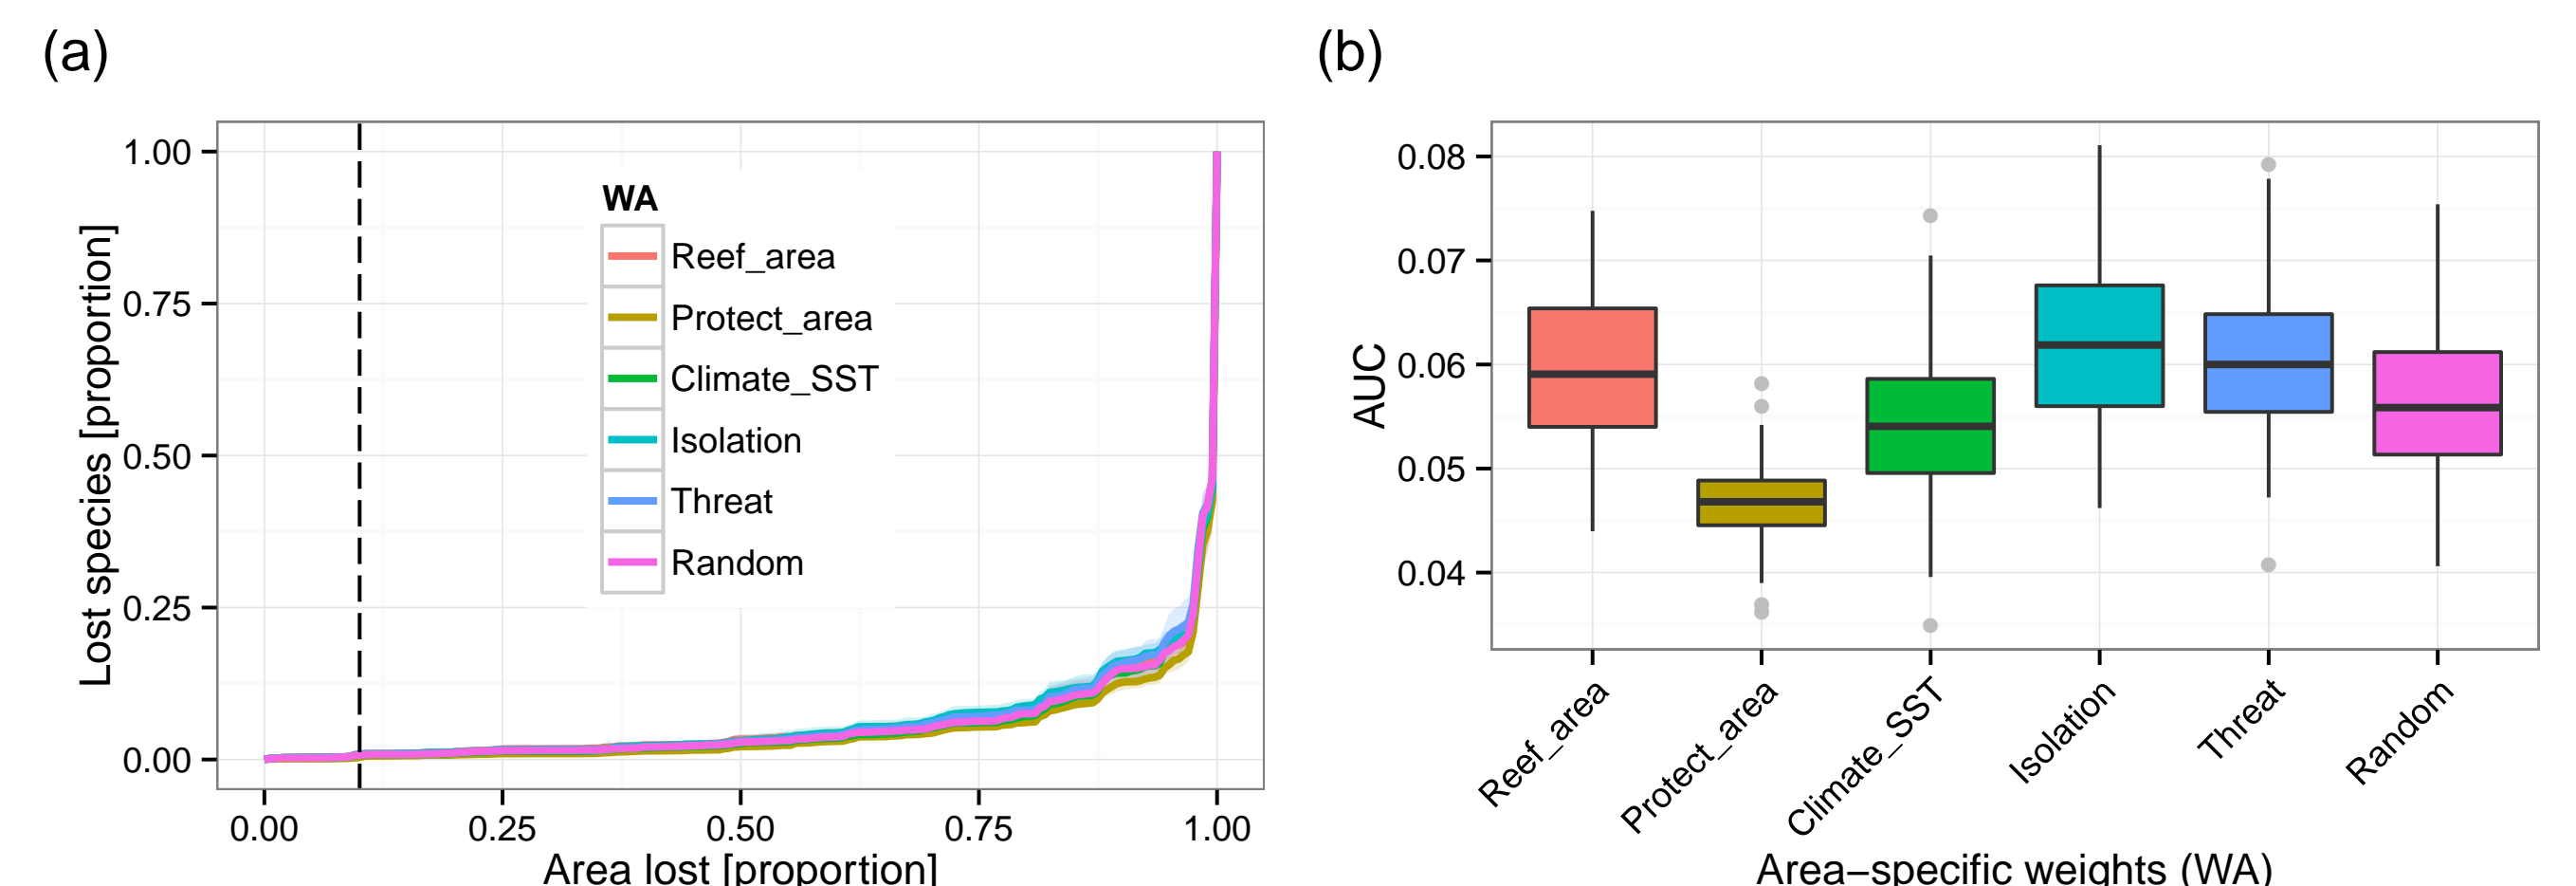 (a)
Lost species [proportion]
1.00
0.75
0.50
0.25
0.00
WA
Reef_area
Protect_area
Climate_SST
Isolation
Threat
Random
0.00 0.25 0.50 0.75 1.00
Area lost [proportion]
(b)
AUC
0.08
0.07
0.06
0.05
0.04
Reef_area
Protect_area
Climate_SST
Isolation
Threat
Random
Area−specific weights (WA)